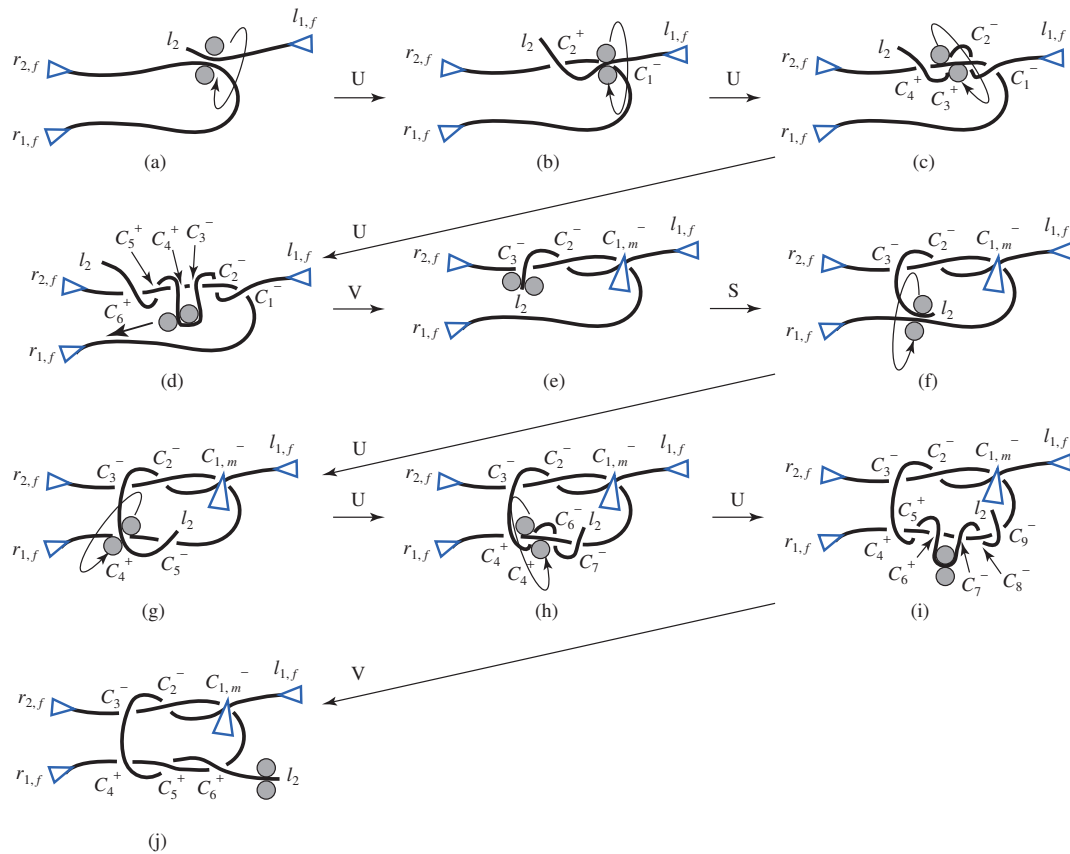 l2 l1,f r2,f r1,f
(a)
U
l2 C2+ l1,f r2,f C1− r1,f
(b)
U
l2 C2− l1,f r2,f C4+ C3+ C1− r1,f
(c)
U
C5+ C4+ C3− l2 l1,f r2,f C2− C1− C6+ r1,f
(d)
V
C3− C2− C1, m− l1,f r2,f l2 r1,f
(e)
S
C3− C2− C1, m− l1,f r2,f l2 r1,f
(f)
U
C3− C2− C1, m− l1,f r2,f l2 r1,f C4+ C5−
(g)
U
C3− C2− C1, m− l1,f r2,f C6− l2 r1,f C4+ C4+ C7−
(h)
U
C3− C2− C1, m− l1,f r2,f C5+ l2 r1,f C4+ C9− C6+ C7− C8−
(i)
V
C3− C2− C1, m− l1,f r2,f r1,f C4+ C5+ C6+ l2
(j)